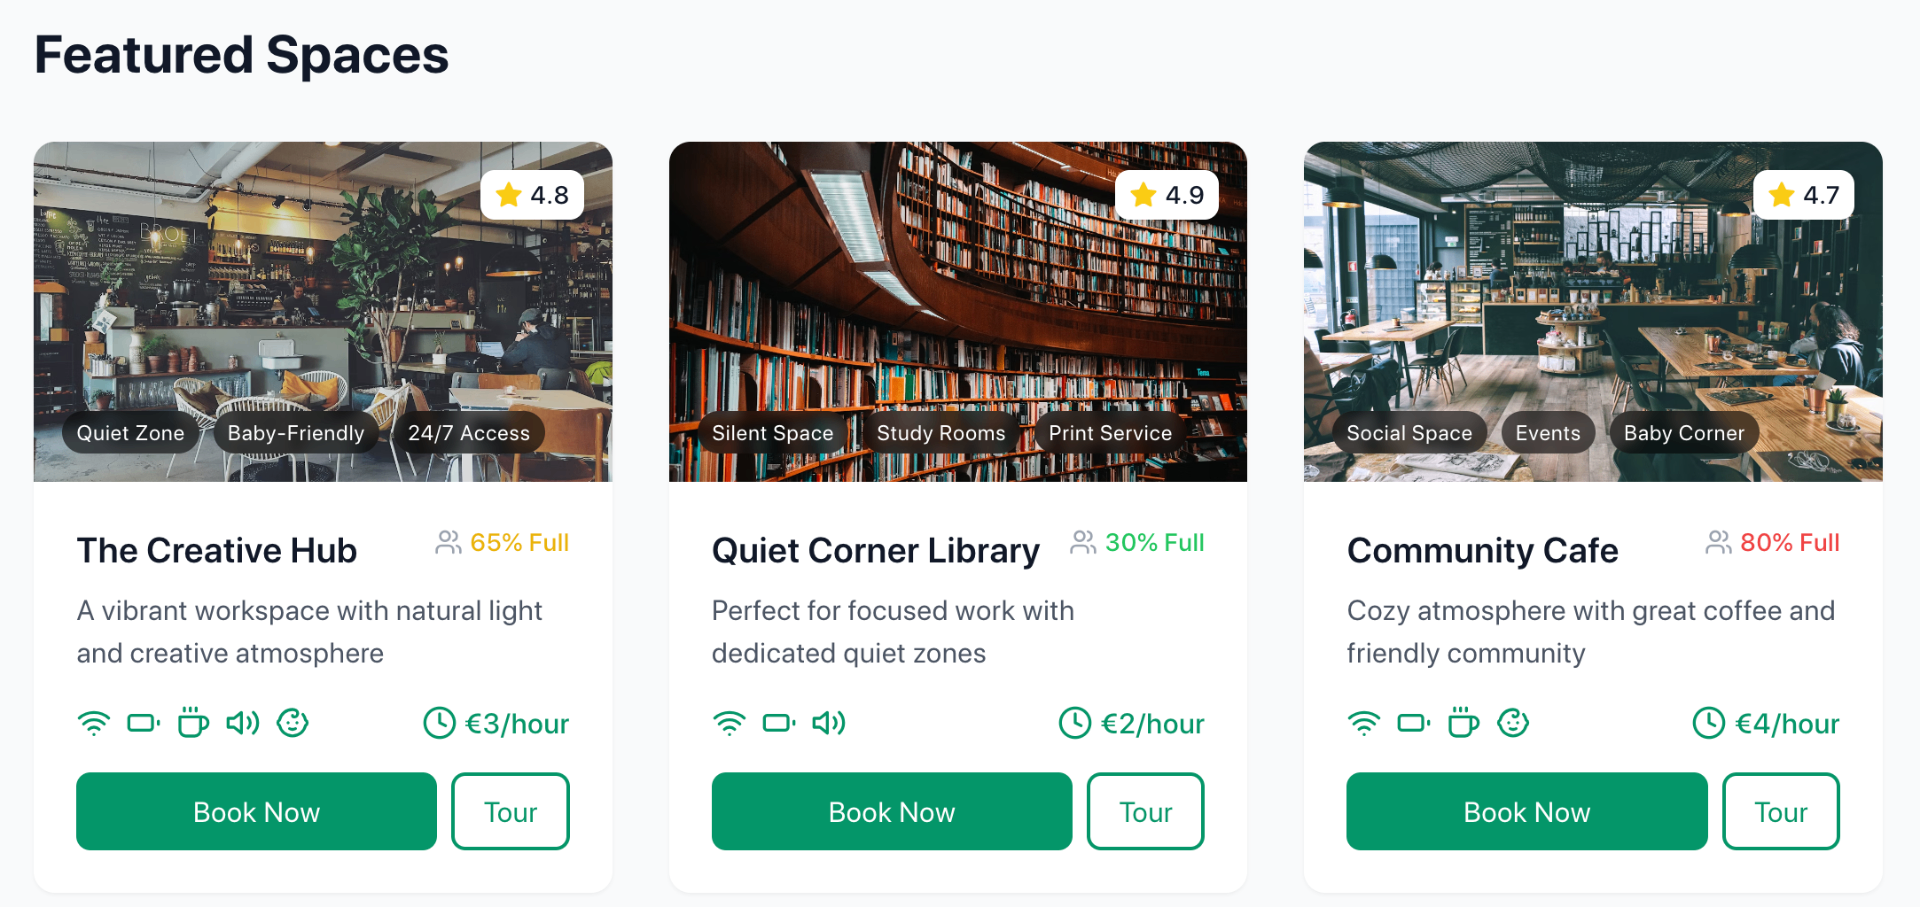 Featured Spaces
4.8
BROEI
Quiet Zone
Baby-Friendly
24/7 Access
The Creative Hub
65% Full
A vibrant workspace with natural light
and creative atmosphere
€3/hour
Book Now
Tour
4.9
Silent Space
Study Rooms
Print Service
Quiet Corner Library
30% Full
Perfect for focused work with
dedicated quiet zones
€2/hour
Book Now
Tour
4.7
Social Space
Events
Baby Corner
Community Cafe
80% Full
Cozy atmosphere with great coffee and
friendly community
€4/hour
Book Now
Tour